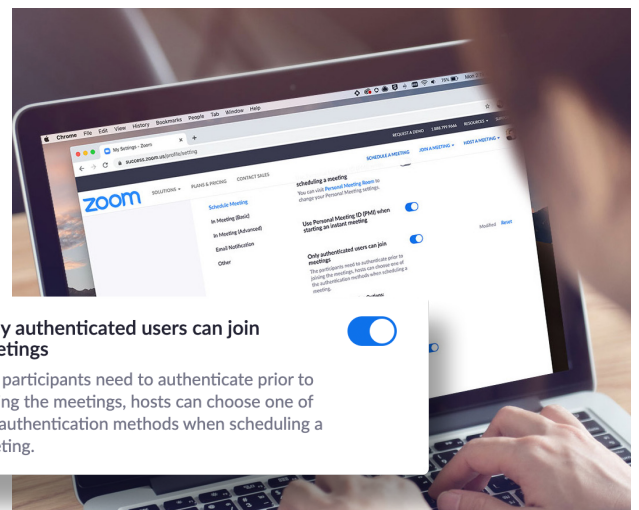 Chrome File Edit View History Bookmarks People Tab Window Help
75%
My Settings - Zoom
success.zoom.us/profile/setting
REQUEST A DEMO 1.888.799.9666 RESOURCES
zoom SOLUTIONS PLANS & PRICING CONTACT SALES
SCHEDULE A MEETING JOIN A MEETING HOST A MEETING
Schedule Meeting
In Meeting (Basic)
In Meeting (Advanced)
Email Notification
Other
scheduling a meeting
You can visit Personal Meeting Room to
change your Personal Meeting settings.
Use Personal Meeting ID (PMI) when
starting an instant meeting
Only authenticated users can join
meetings
The participants need to authenticate prior to
joining the meetings, hosts can choose one of
the authentication methods when scheduling a
meeting.
Modified Reset
y authenticated users can join
etings
participants need to authenticate prior to
ng the meetings, hosts can choose one of
authentication methods when scheduling a
eting.